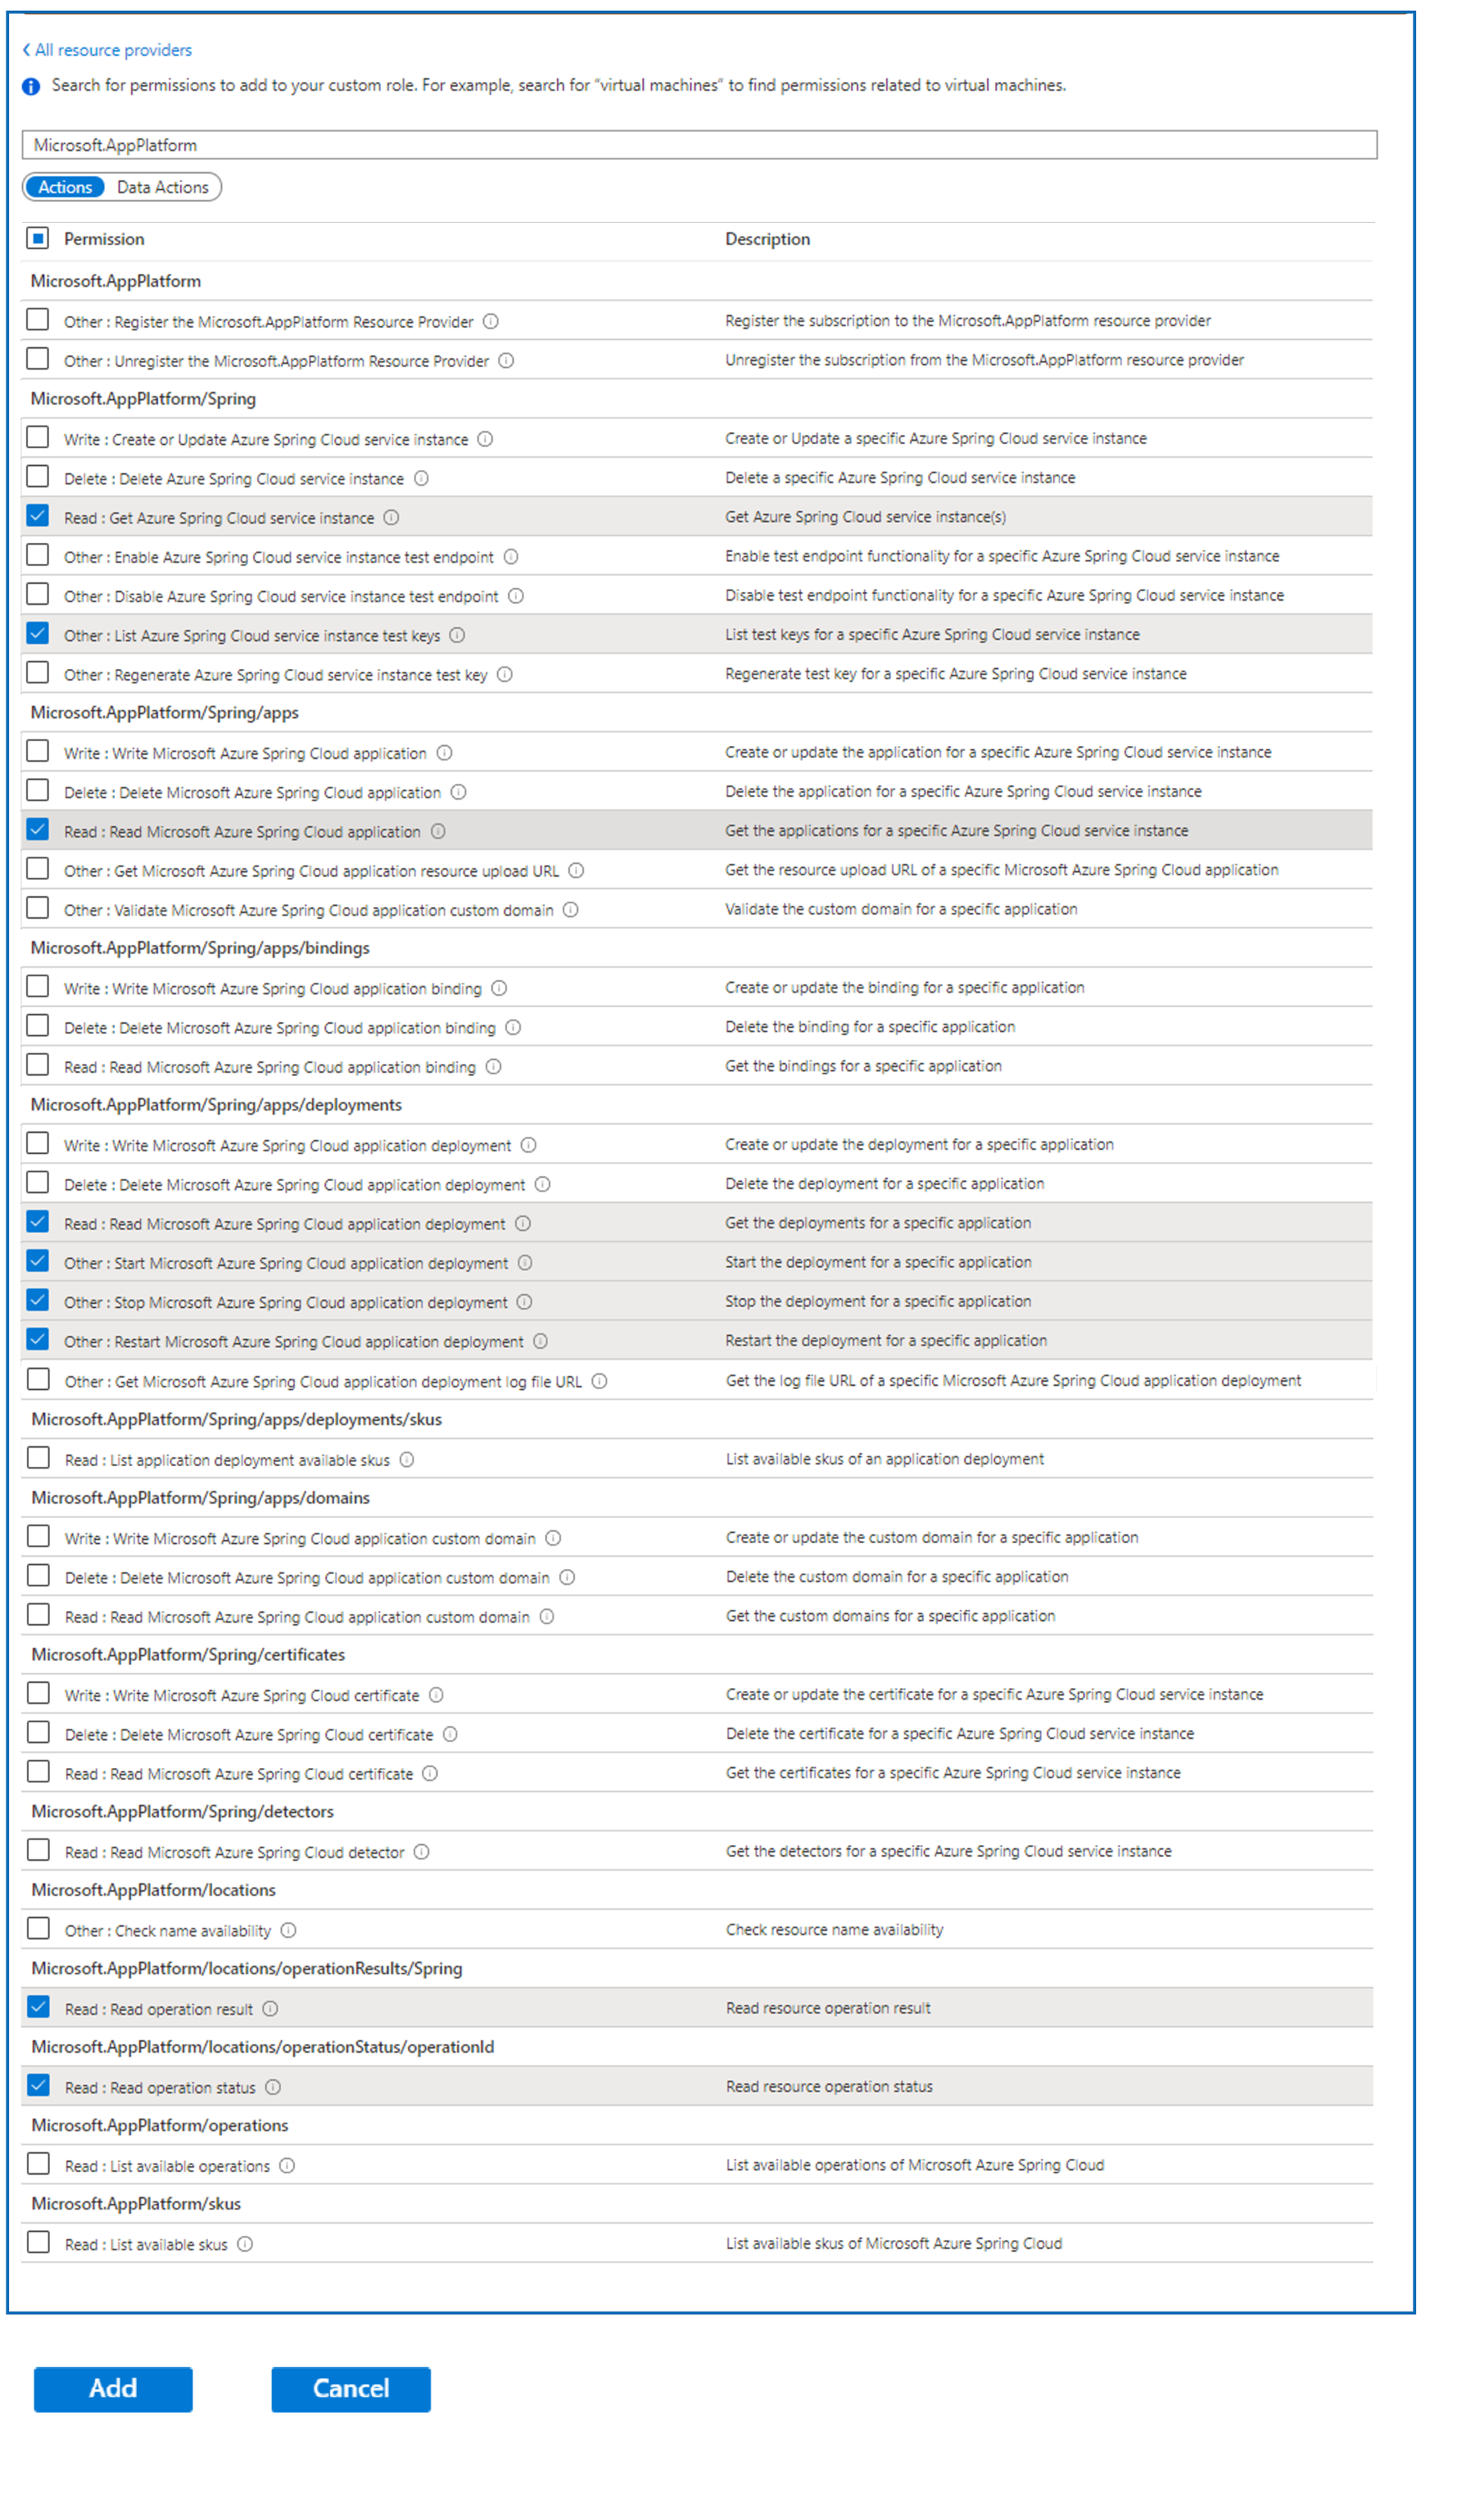 All resource providers
Search for permissions to add to your custom role. For example, search for "virtual machines" to find permissions related to virtual machines.
Microsoft.AppPlatform
Actions Data Actions
Permission Description
Microsoft.AppPlatform
Other : Register the Microsoft.AppPlatform Resource Provider Register the subscription to the Microsoft.AppPlatform resource provider
Other : Unregister the Microsoft.AppPlatform Resource Provider Unregister the subscription from the Microsoft.AppPlatform resource provider
Microsoft.AppPlatform/Spring
Write : Create or Update Azure Spring Cloud service instance Create or Update a specific Azure Spring Cloud service instance
Delete : Delete Azure Spring Cloud service instance Delete a specific Azure Spring Cloud service instance
Read : Get Azure Spring Cloud service instance Get Azure Spring Cloud service instance(s)
Other : Enable Azure Spring Cloud service instance test endpoint Enable test endpoint functionality for a specific Azure Spring Cloud service instance
Other : Disable Azure Spring Cloud service instance test endpoint Disable test endpoint functionality for a specific Azure Spring Cloud service instance
Other : List Azure Spring Cloud service instance test keys List test keys for a specific Azure Spring Cloud service instance
Other : Regenerate Azure Spring Cloud service instance test key Regenerate test key for a specific Azure Spring Cloud service instance
Microsoft.AppPlatform/Spring/apps
Write : Write Microsoft Azure Spring Cloud application Create or update the application for a specific Azure Spring Cloud service instance
Delete : Delete Microsoft Azure Spring Cloud application Delete the application for a specific Azure Spring Cloud service instance
Read : Read Microsoft Azure Spring Cloud application Get the applications for a specific Azure Spring Cloud service instance
Other : Get Microsoft Azure Spring Cloud application resource upload URL Get the resource upload URL of a specific Microsoft Azure Spring Cloud application
Other : Validate Microsoft Azure Spring Cloud application custom domain Validate the custom domain for a specific application
Microsoft.AppPlatform/Spring/apps/bindings
Write : Write Microsoft Azure Spring Cloud application binding Create or update the binding for a specific application
Delete : Delete Microsoft Azure Spring Cloud application binding Delete the binding for a specific application
Read : Read Microsoft Azure Spring Cloud application binding Get the bindings for a specific application
Microsoft.AppPlatform/Spring/apps/deployments
Write : Write Microsoft Azure Spring Cloud application deployment Create or update the deployment for a specific application
Delete : Delete Microsoft Azure Spring Cloud application deployment Delete the deployment for a specific application
Read : Read Microsoft Azure Spring Cloud application deployment Get the deployments for a specific application
Other : Start Microsoft Azure Spring Cloud application deployment Start the deployment for a specific application
Other : Stop Microsoft Azure Spring Cloud application deployment Stop the deployment for a specific application
Other : Restart Microsoft Azure Spring Cloud application deployment Restart the deployment for a specific application
Other : Get Microsoft Azure Spring Cloud application deployment log file URL Get the log file URL of a specific Microsoft Azure Spring Cloud application deployment
Microsoft.AppPlatform/Spring/apps/deployments/skus
Read : List application deployment available skus List available skus of an application deployment
Microsoft.AppPlatform/Spring/apps/domains
Write : Write Microsoft Azure Spring Cloud application custom domain Create or update the custom domain for a specific application
Delete : Delete Microsoft Azure Spring Cloud application custom domain Delete the custom domain for a specific application
Read : Read Microsoft Azure Spring Cloud application custom domain Get the custom domains for a specific application
Microsoft.AppPlatform/Spring/certificates
Write : Write Microsoft Azure Spring Cloud certificate Create or update the certificate for a specific Azure Spring Cloud service instance
Delete : Delete Microsoft Azure Spring Cloud certificate Delete the certificate for a specific Azure Spring Cloud service instance
Read : Read Microsoft Azure Spring Cloud certificate Get the certificates for a specific Azure Spring Cloud service instance
Microsoft.AppPlatform/Spring/detectors
Read : Read Microsoft Azure Spring Cloud detector Get the detectors for a specific Azure Spring Cloud service instance
Microsoft.AppPlatform/locations
Other : Check name availability Check resource name availability
Microsoft.AppPlatform/locations/operationResults/Spring
Read : Read operation result Read resource operation result
Microsoft.AppPlatform/locations/operationStatus/operationId
Read : Read operation status Read resource operation status
Microsoft.AppPlatform/operations
Read : List available operations List available operations of Microsoft Azure Spring Cloud
Microsoft.AppPlatform/skus
Read : List available skus List available skus of Microsoft Azure Spring Cloud
Add Cancel